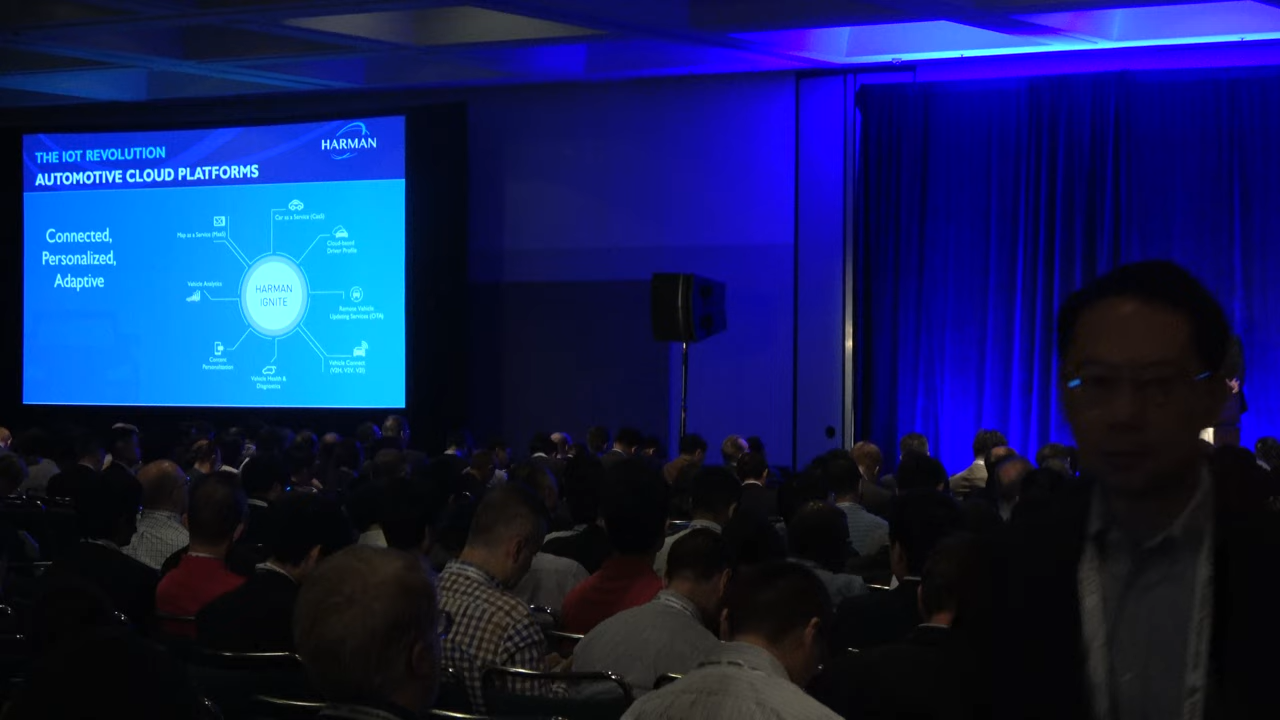 THE IOT REVOLUTION
AUTOMOTIVE CLOUD PLATFORMS
HARMAN
Connected,
Personalized,
Adaptive
Car as a Service (CaaS)
Map as a Service (MaaS)
Cloud-based
Driver Profile
Vehicle Analytics
HARMAN
IGNITE
Remote Vehicle
Updating Services (OTA)
Content
Personalization
Vehicle Health &
Diagnostics
Vehicle Connect
(V2H, V2V, V2I)